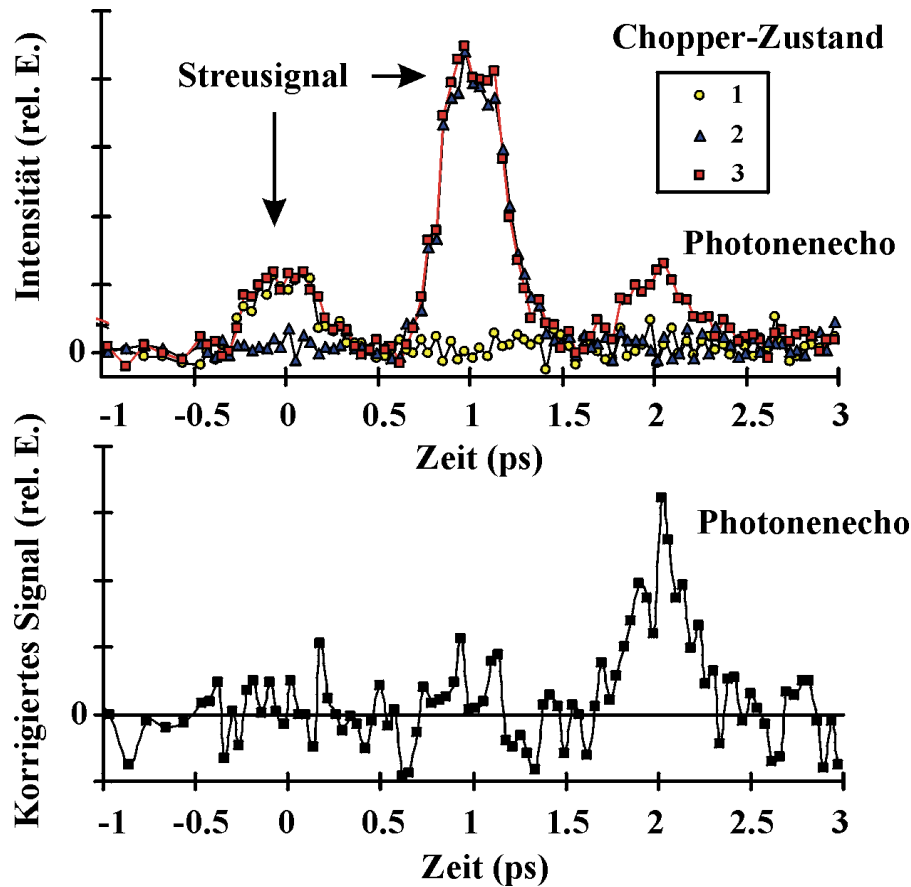 Chopper-Zustand
Streusignal
1
2
3
Photonenecho
Intensität (rel. E.)
0
-1 -0.5 0 0.5 1 1.5 2 2.5 3
Zeit (ps)
Photonenecho
Korrigiertes Signal (rel. E.)
0
-1 -0.5 0 0.5 1 1.5 2 2.5 3
Zeit (ps)